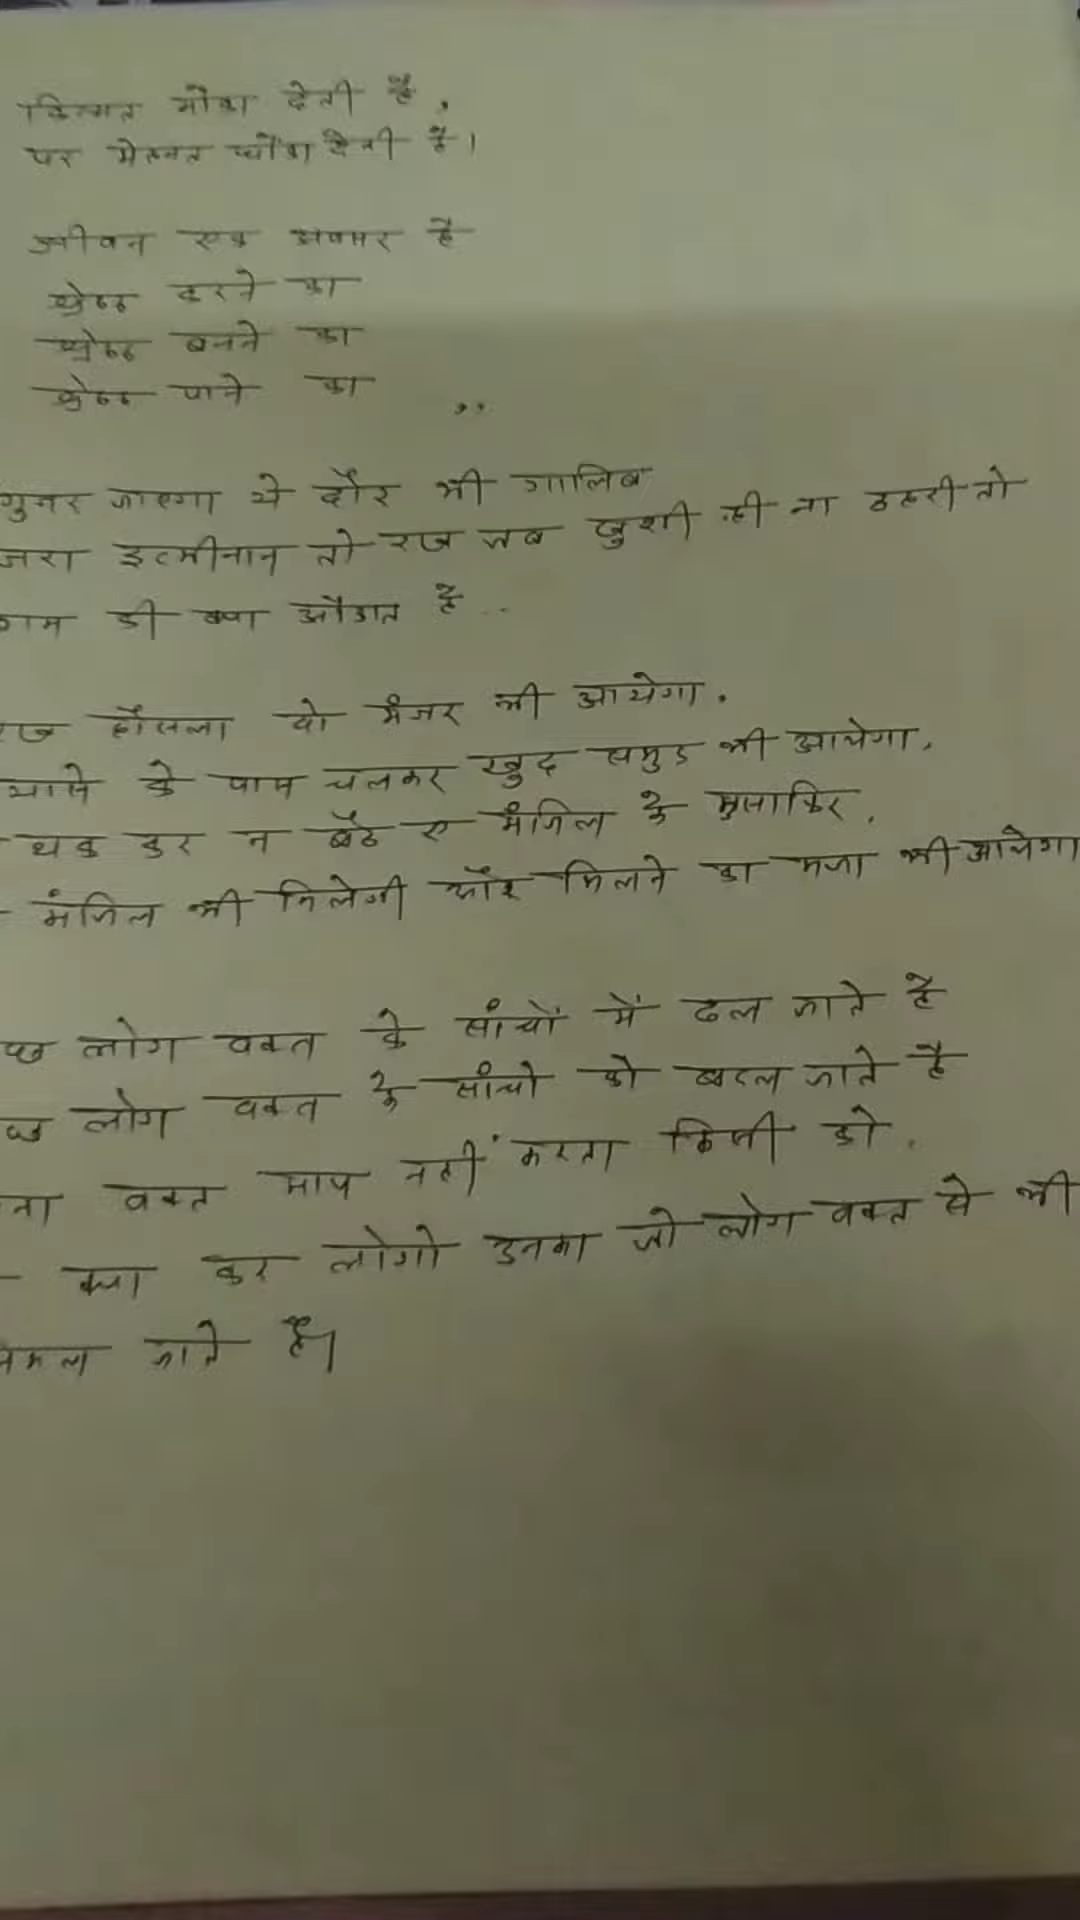 किस्मत मौका देती है,
पर मेहनत चौंका देती है।
जीवन एक अवसर है
श्रेष्ठ करने का
श्रेष्ठ बनने का
श्रेष्ठ पाने का
गुजर जाएगा ये दौर भी गालिब
जरा इत्मीनान तो रख जब खुशी ही ना ठहरी तो
गम की क्या औकात है ..
रख हौसला वो मंजर भी आयेगा.
प्यासे के पास चलकर खुद समुद्र भी आयेगा,
थक कर न बैठ ए मंजिल के मुसाफिर,
मंजिल भी मिलेगी और मिलने का मजा भी आयेगा
लोग वक्त के सांचों में ढल जाते है
लोग वक्त के सांचो को बदल जाते है
वक्त माफ नहीं करता किसी को,
क्या कर लोगो उनका जो लोग वक्त से भी
जाते है।